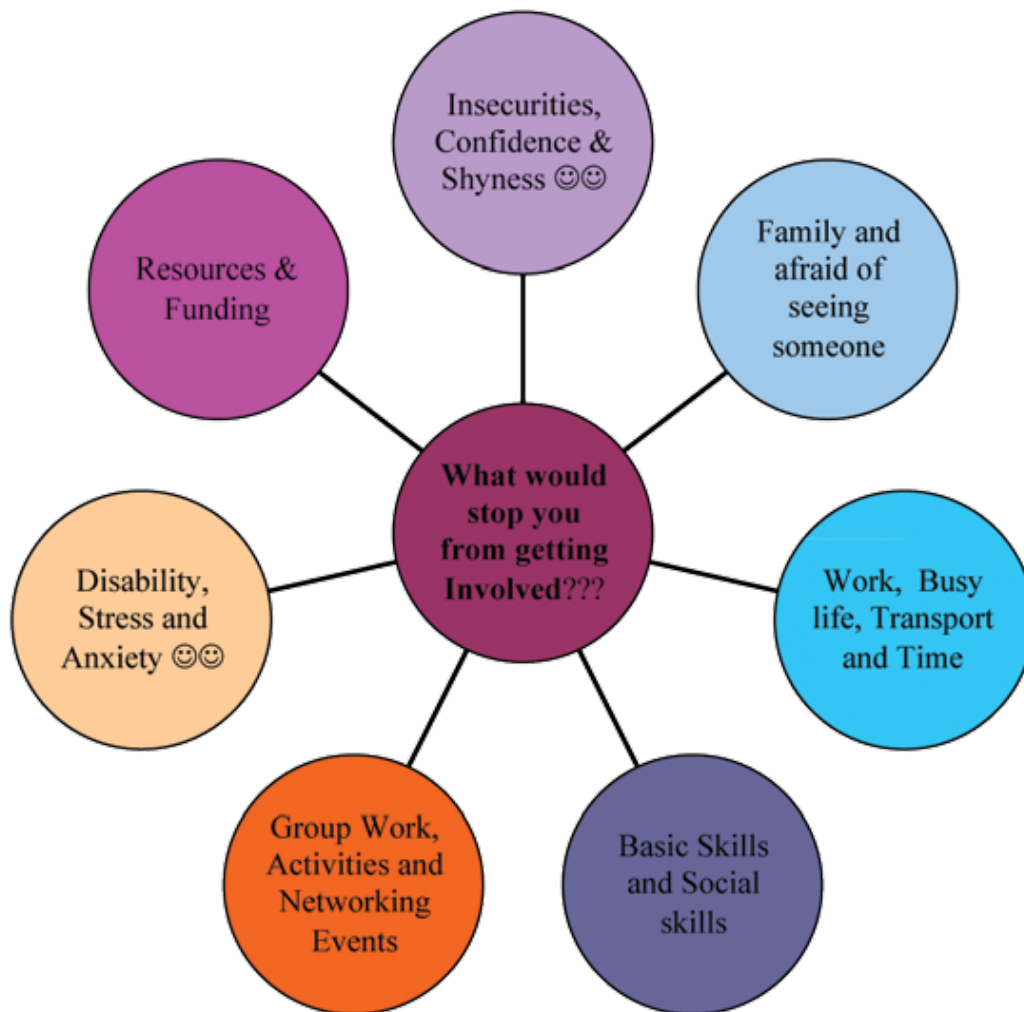 What would
stop you
from getting
Involved???
Insecurities,
Confidence &
Shyness ☺☺
Family and
afraid of
seeing
someone
Work, Busy
life, Transport
and Time
Basic Skills
and Social
skills
Group Work,
Activities and
Networking
Events
Disability,
Stress and
Anxiety ☺☺
Resources &
Funding